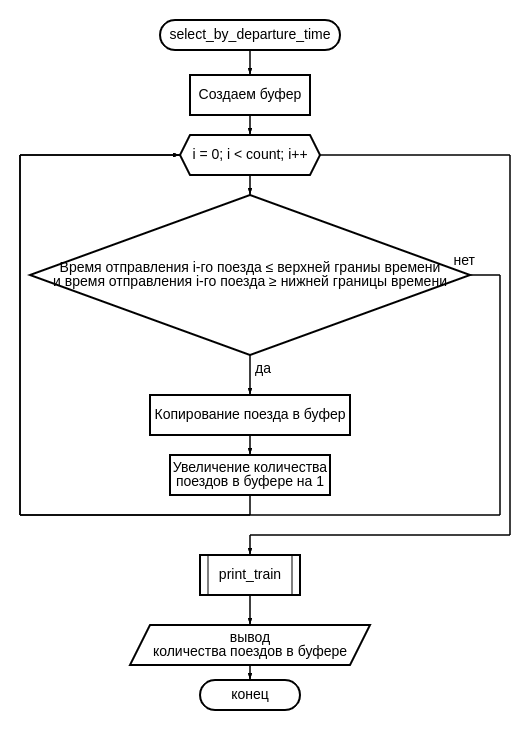 select_by_departure_time
Создаем буфер
i = 0; i < count; i++
Время отправления i-го поезда ≤ верхней граниы времени
и время отправления i-го поезда ≥ нижней границы времени
нет
да
Копирование поезда в буфер
Увеличение количества
поездов в буфере на 1
print_train
вывод
количества поездов в буфере
конец